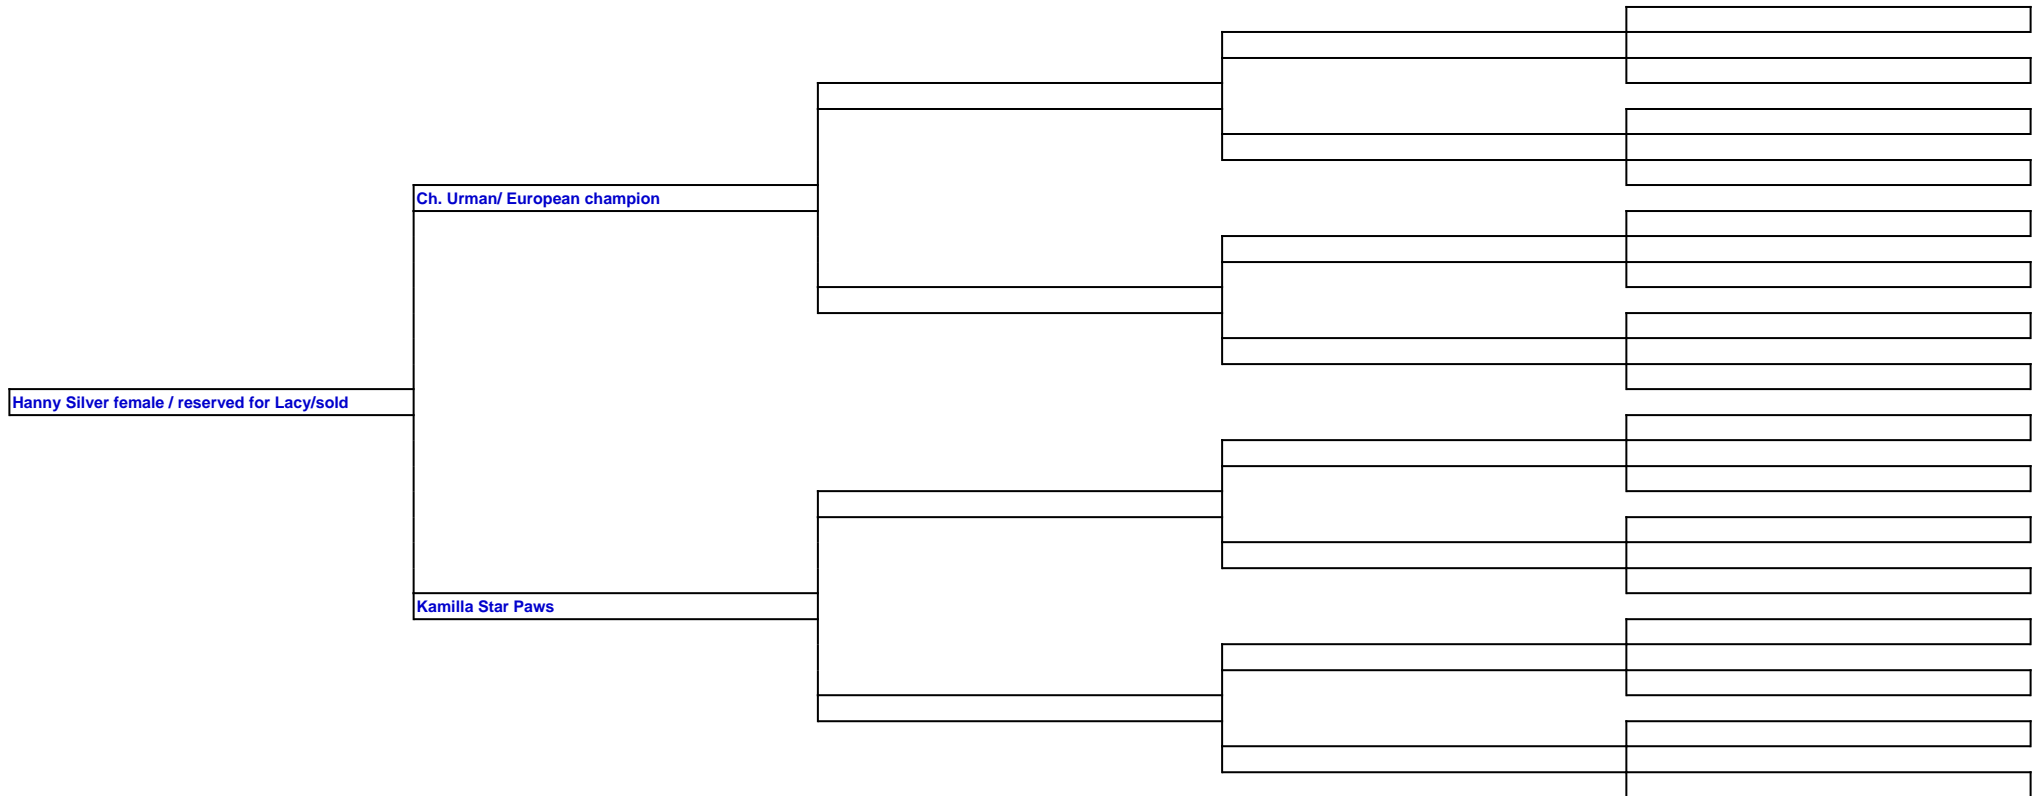 Ch. Urman/ European champion
Hanny Silver female / reserved for Lacy/sold
Kamilla Star Paws